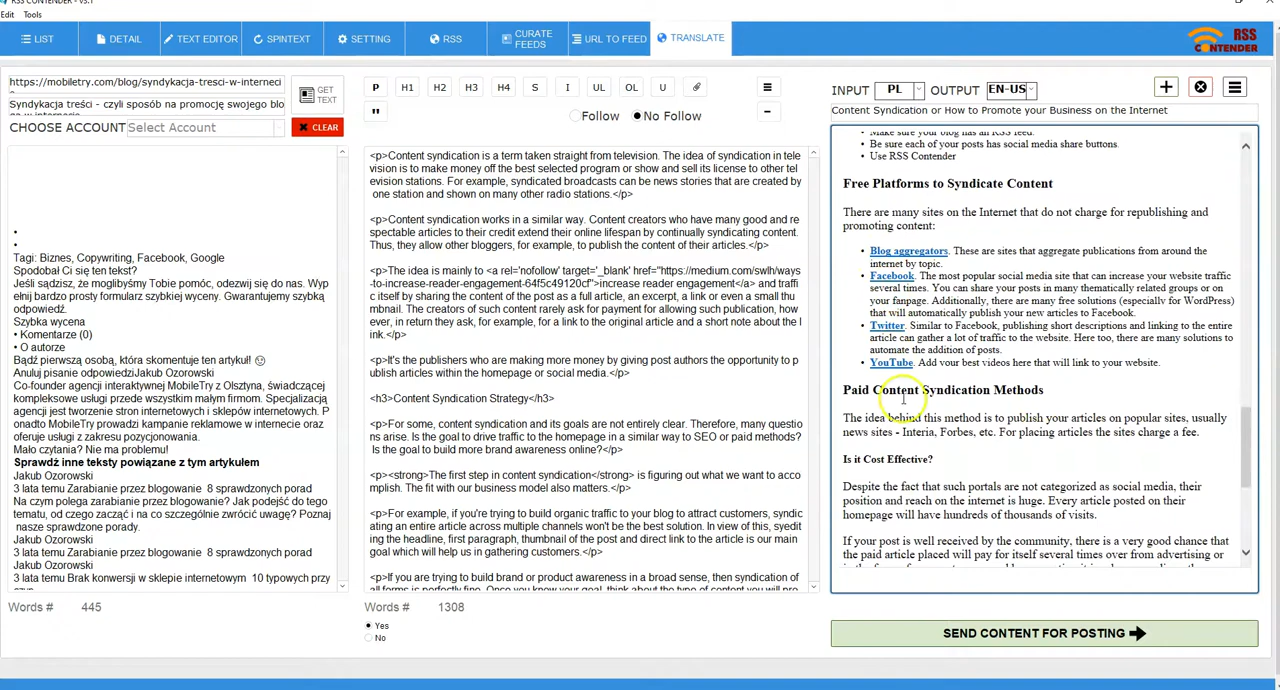 RSS CONTENDER - v5.1
Edit Tools
LIST
DETAIL
TEXT EDITOR
SPINTEXT
SETTING
RSS
CURATE
FEEDS
URL TO FEED
TRANSLATE
RSS
CONTENDER
https://mobiletry.com/blog/syndykacja-tresci-w-interneci
Syndykacja treści - czyli sposób na promocję swojego blo
GET
TEXT
CHOOSE ACCOUNT Select Account
CLEAR
•
•
Tagi: Biznes, Copywriting, Facebook, Google
Spodobał Ci się ten tekst?
Jeśli sądzisz, że moglibyśmy Tobie pomóc, odezwij się do nas. Wyp
ełnij bardzo prosty formularz szybkiej wyceny. Gwarantujemy szybką
odpowiedź.
Szybka wycena
• Komentarze (0)
• O autorze
Bądź pierwszą osobą, która skomentuje ten artykuł! 🙂
Anuluj pisanie odpowiedziJakub Ozorowski
Co-founder agencji interaktywnej MobileTry z Olsztyna, świadczącej
kompleksowe usługi przede wszystkim małym firmom. Specjalizacją
agencji jest tworzenie stron internetowych i sklepów internetowych. P
onadto MobileTry prowadzi kampanie reklamowe w internecie oraz
oferuje usługi z zakresu pozycjonowania.
Mało czytania? Nie ma problemu!
Sprawdź inne teksty powiązane z tym artykułem
Jakub Ozorowski
3 lata temu Zarabianie przez blogowanie  8 sprawdzonych porad
Na czym polega zarabianie przez blogowanie? Jak podejść do tego
tematu, od czego zacząć i na co szczególnie zwrócić uwagę? Poznaj
nasze sprawdzone porady.
Jakub Ozorowski
3 lata temu Zarabianie przez blogowanie  8 sprawdzonych porad
Jakub Ozorowski
3 lata temu Brak konwersji w sklepie internetowym  10 typowych przy
Words # 445
P H1 H2 H3 H4 S I UL OL U
Follow No Follow
<p>Content syndication is a term taken straight from television. The idea of syndication in tele
vision is to make money off the best selected program or show and sell its license to other tel
evision stations. For example, syndicated broadcasts can be news stories that are created by
one station and shown on many other radio stations.</p>
<p>Content syndication works in a similar way. Content creators who have many good and re
spectable articles to their credit extend their online lifespan by continually syndicating content.
Thus, they allow other bloggers, for example, to publish the content of their articles.</p>
<p>The idea is mainly to <a rel='nofollow' target='_blank' href="https://medium.com/swlh/ways
-to-increase-reader-engagement-64f5c49120cf">increase reader engagement</a> and traffi
c itself by sharing the content of the post as a full article, an excerpt, a link or even a small thu
mbnail. The creators of such content rarely ask for payment for allowing such publication, how
ever, in return they ask, for example, for a link to the original article and a short note about the l
ink.</p>
<p>It's the publishers who are making more money by giving post authors the opportunity to p
ublish articles within the homepage or social media.</p>
<h3>Content Syndication Strategy</h3>
<p>For some, content syndication and its goals are not entirely clear. Therefore, many questio
ns arise. Is the goal to drive traffic to the homepage in a similar way to SEO or paid methods?
Is the goal to build more brand awareness online?</p>
<p><strong>The first step in content syndication</strong> is figuring out what we want to acco
mplish. The fit with our business model also matters.</p>
<p>For example, if you're trying to build organic traffic to your blog to attract customers, syndic
ating an entire article across multiple channels won't be the best solution. In view of this, syediting
the headline, first paragraph, thumbnail of the post and direct link to the article is our main
goal which will help us in gathering customers.</p>
<p>If you are trying to build brand or product awareness in a broad sense, then syndication of
all forms is perfectly fine. Once you know your goal, think about the type of content you will pro
Words # 1308
Yes
No
INPUT PL OUTPUT EN-US
Content Syndication or How to Promote your Business on the Internet
• Make sure your blog has an RSS feed.
• Be sure each of your posts has social media share buttons.
• Use RSS Contender
Free Platforms to Syndicate Content
There are many sites on the Internet that do not charge for republishing and
promoting content:
• Blog aggregators. These are sites that aggregate publications from around the
internet by topic.
• Facebook. The most popular social media site that can increase your website traffic
several times. You can share your posts in many thematically related groups or on
your fanpage. Additionally, there are many free solutions (especially for WordPress)
that will automatically publish your new articles to Facebook.
• Twitter. Similar to Facebook, publishing short descriptions and linking to the entire
article can gather a lot of traffic to the website. Here too, there are many solutions to
automate the addition of posts.
• YouTube. Add your best videos here that will link to your website.
Paid Content Syndication Methods
The idea behind this method is to publish your articles on popular sites, usually
news sites - Interia, Forbes, etc. For placing articles the sites charge a fee.
Is it Cost Effective?
Despite the fact that such portals are not categorized as social media, their
position and reach on the internet is huge. Every article posted on their
homepage will have hundreds of thousands of visits.
If your post is well received by the community, there is a very good chance that
the paid article placed will pay for itself several times over from advertising or
SEND CONTENT FOR POSTING